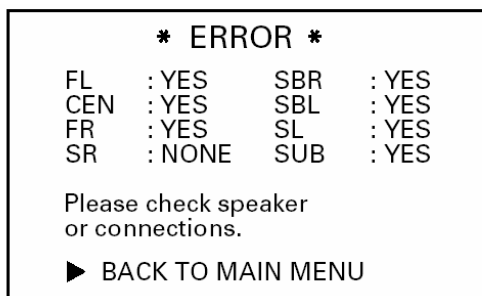 * ERROR *
FL : YES SBR : YES
CEN : YES SBL : YES
FR : YES SL : YES
SR : NONE SUB : YES
Please check speaker
or connections.
▶ BACK TO MAIN MENU